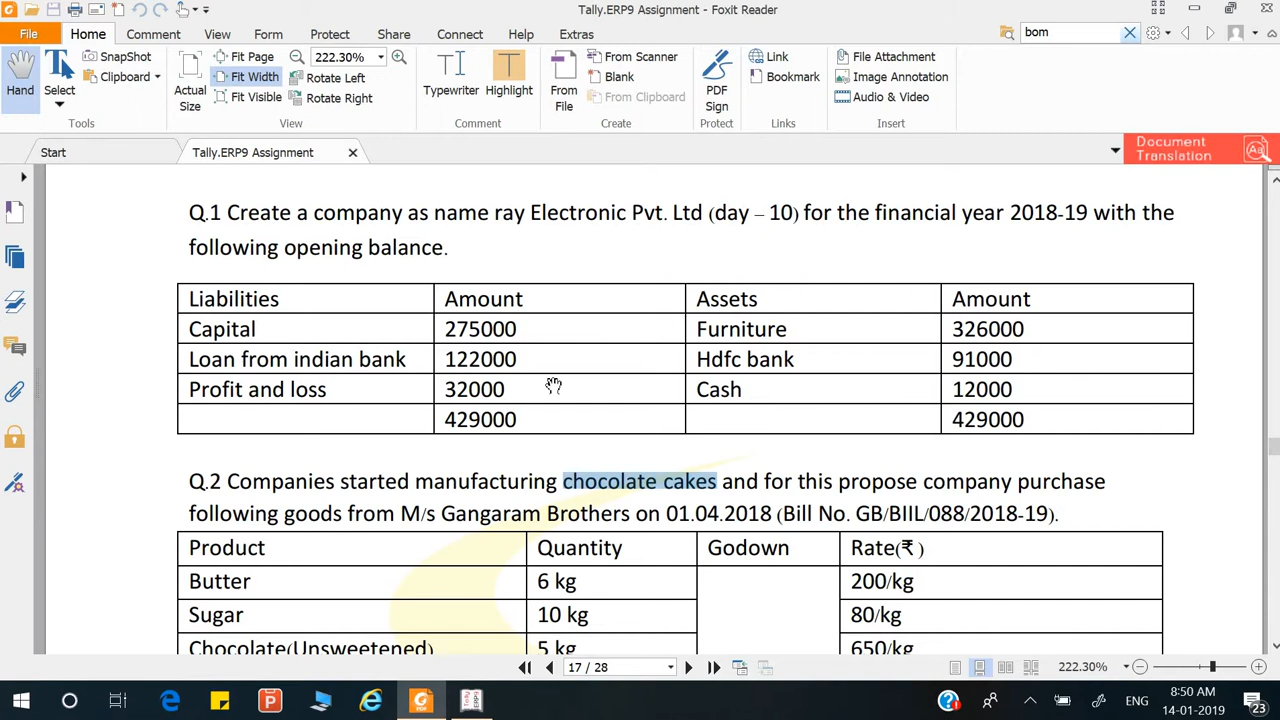 Tally.ERP9 Assignment - Foxit Reader
File Home Comment View Form Protect Share Connect Help Extras bom
Hand
Select
SnapShot
Clipboard
Tools
Actual Size
Fit Page
Fit Width
Fit Visible
222.30%
Rotate Left
Rotate Right
View
Typewriter
Highlight
Comment
From File
From Scanner
Blank
From Clipboard
Create
PDF Sign
Protect
Link
Bookmark
Links
File Attachment
Image Annotation
Audio & Video
Insert
Start Tally.ERP9 Assignment
Document
Translation
Q.1 Create a company as name ray Electronic Pvt. Ltd (day – 10) for the financial year 2018-19 with the
following opening balance.
Liabilities Amount Assets Amount
Capital 275000 Furniture 326000
Loan from indian bank 122000 Hdfc bank 91000
Profit and loss 32000 Cash 12000
429000 429000
Q.2 Companies started manufacturing chocolate cakes and for this propose company purchase
following goods from M/s Gangaram Brothers on 01.04.2018 (Bill No. GB/BIIL/088/2018-19).
Product Quantity Godown Rate(₹ )
Butter 6 kg 200/kg
Sugar 10 kg 80/kg
Chocolate(Unsweetened) 5 kg 650/kg
17 / 28 222.30%
ENG 8:50 AM
14-01-2019 23